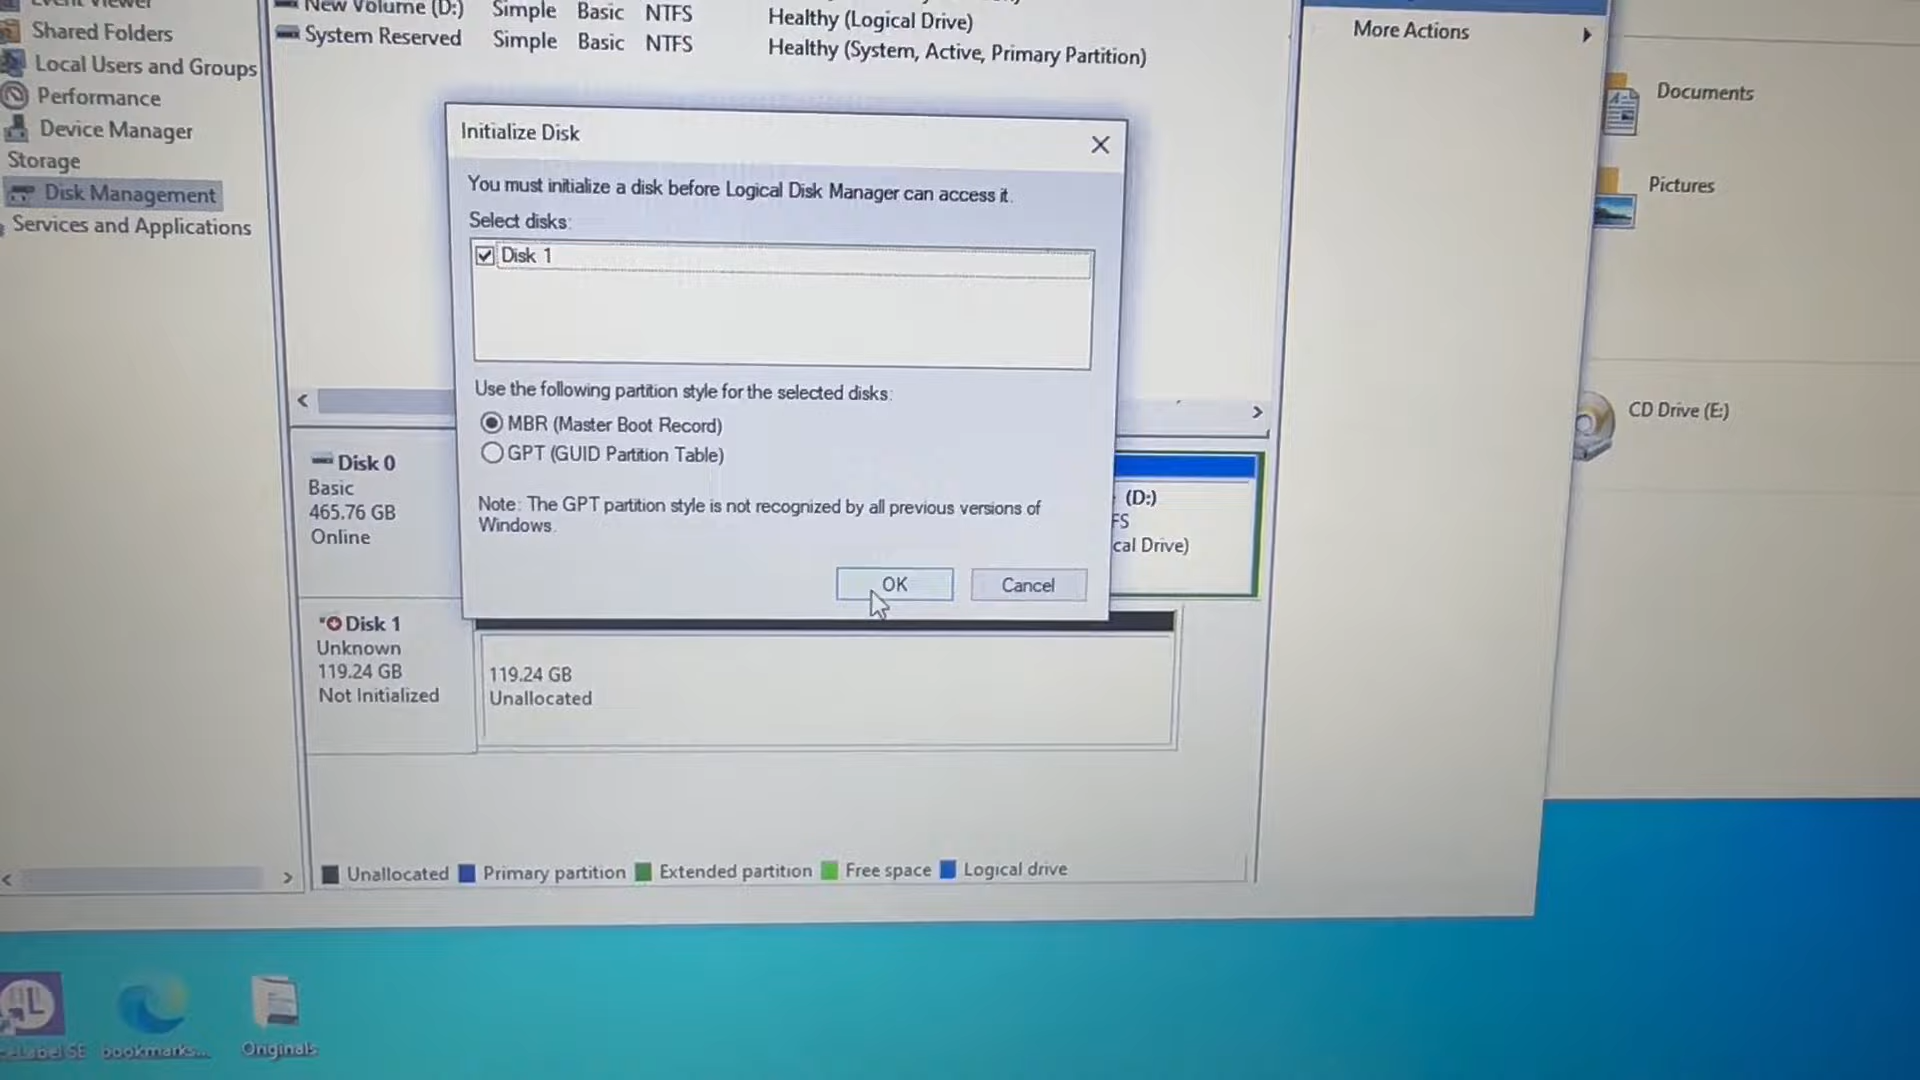 Shared Folders
Local Users and Groups
Performance
Device Manager
Storage
Disk Management
Services and Applications
New Volume (D:) Simple Basic NTFS Healthy (Logical Drive)
System Reserved Simple Basic NTFS Healthy (System, Active, Primary Partition)
More Actions
Documents
Pictures
CD Drive (E:)
Initialize Disk
You must initialize a disk before Logical Disk Manager can access it.
Select disks:
Disk 1
Use the following partition style for the selected disks:
MBR (Master Boot Record)
GPT (GUID Partition Table)
Note: The GPT partition style is not recognized by all previous versions of
Windows.
OK Cancel
Disk 0
Basic
465.76 GB
Online
(D:)
FS
cal Drive)
Disk 1
Unknown
119.24 GB
Not Initialized
119.24 GB
Unallocated
Unallocated Primary partition Extended partition Free space Logical drive
bookmarks...
Originals